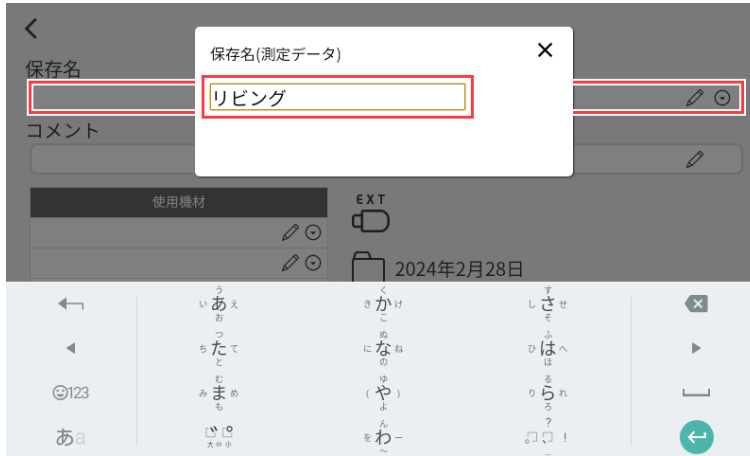 保存名(測定データ)
リビング
保存名
コメント
使用機材
EXT
2024年2月28日
う
いあえ
お
く
きかけ
こ
す
しさせ
そ
つ
ちたて
と
ぬ
になね
の
ふ
ひはへ
ほ
む
みまめ
も
ゆ
(や)
よ
る
りられ
ろ
123
あa
大⇔小
ん
をわー
～
?
。、!
…